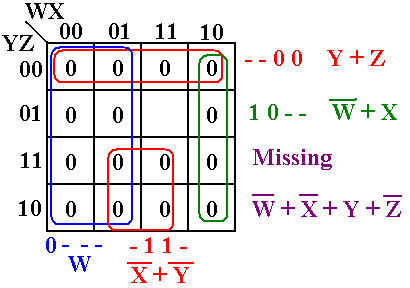 WX
YZ 00 01 11 10
00 0 0 0 0 - - 0 0 Y + Z
01 0 0 0 1 0 - - W̅ + X
11 0 0 0 0 Missing
10 0 0 0 0 W̅ + X̅ + Y + Z̅
0 - - - - 1 1 -
W X̅ + Y̅